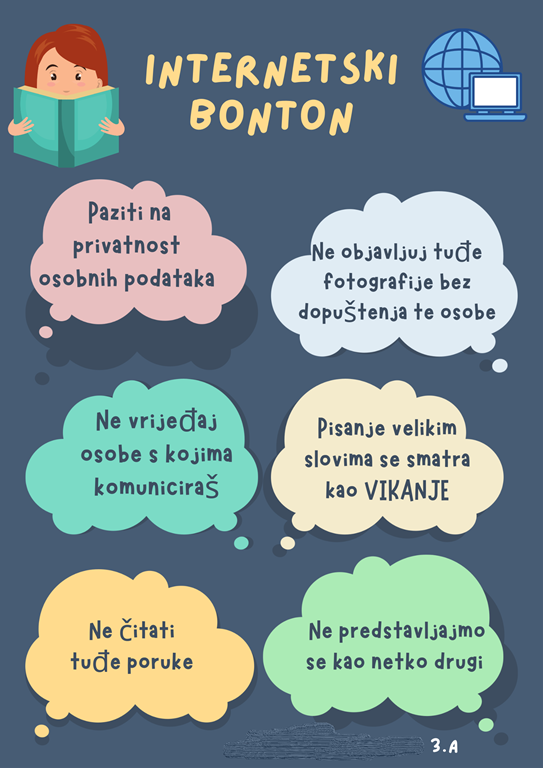 INTERNETSKI
BONTON
Paziti na
privatnost
osobnih podataka
Ne objavljuj tuđe
fotografije bez
dopuštenja te osobe
Ne vrijeđaj
osobe s kojima
komuniciraš
Pisanje velikim
slovima se smatra
kao VIKANJE
Ne čitati
tuđe poruke
Ne predstavljajmo
se kao netko drugi
3.A